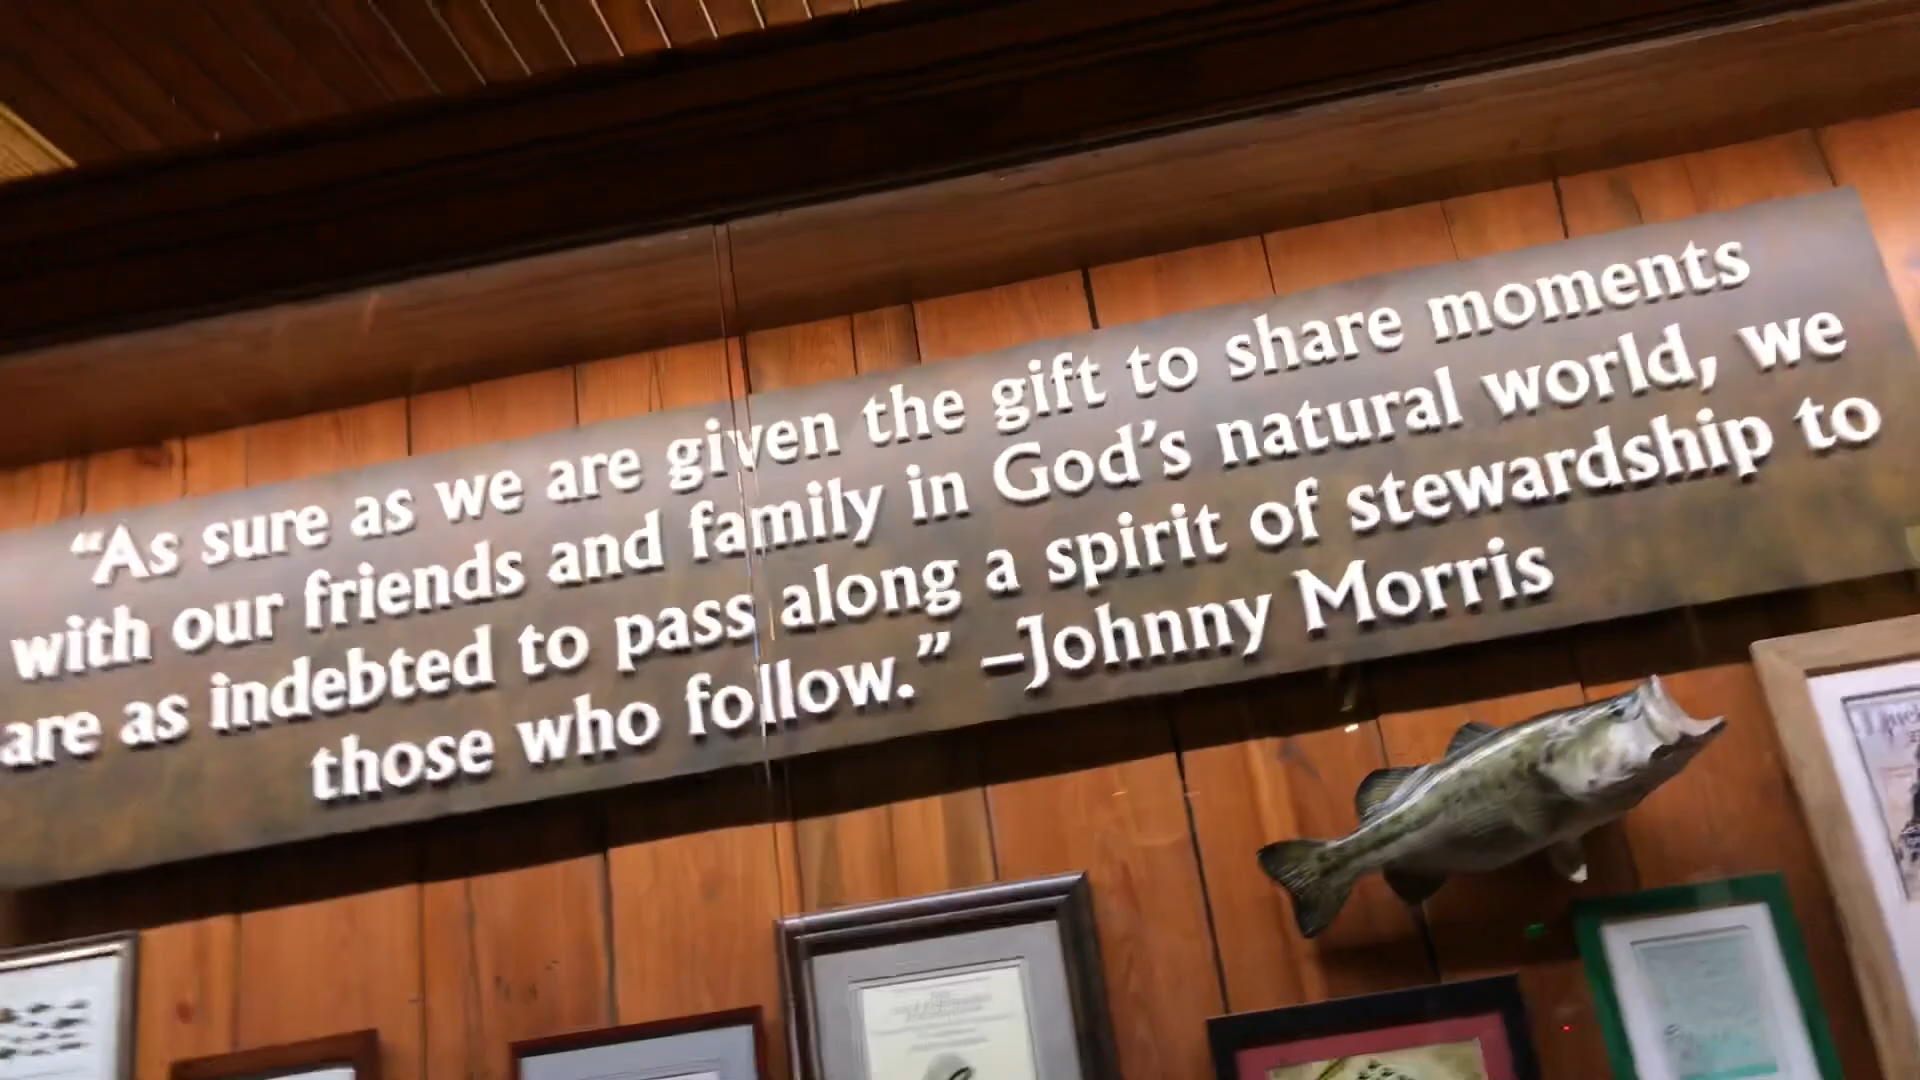 “As sure as we are given the gift to share moments
with our friends and family in God’s natural world, we
are as indebted to pass along a spirit of stewardship to
those who follow.” –Johnny Morris